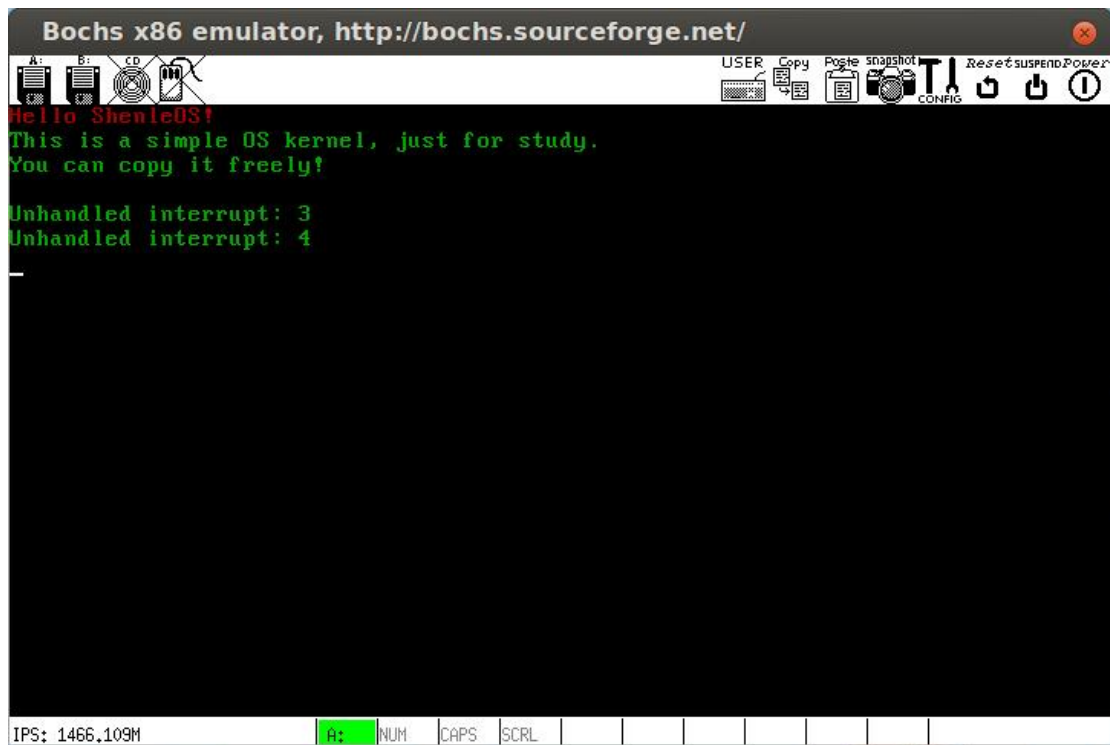 Bochs x86 emulator, http://bochs.sourceforge.net/
A: B: CD USER Copy Paste snapshot CONFIG Reset SUSPEND Power
Hello ShenleOS!
This is a simple OS kernel, just for study.
You can copy it freely!
Unhandled interrupt: 3
Unhandled interrupt: 4
IPS: 1466.109M A: NUM CAPS SCRL